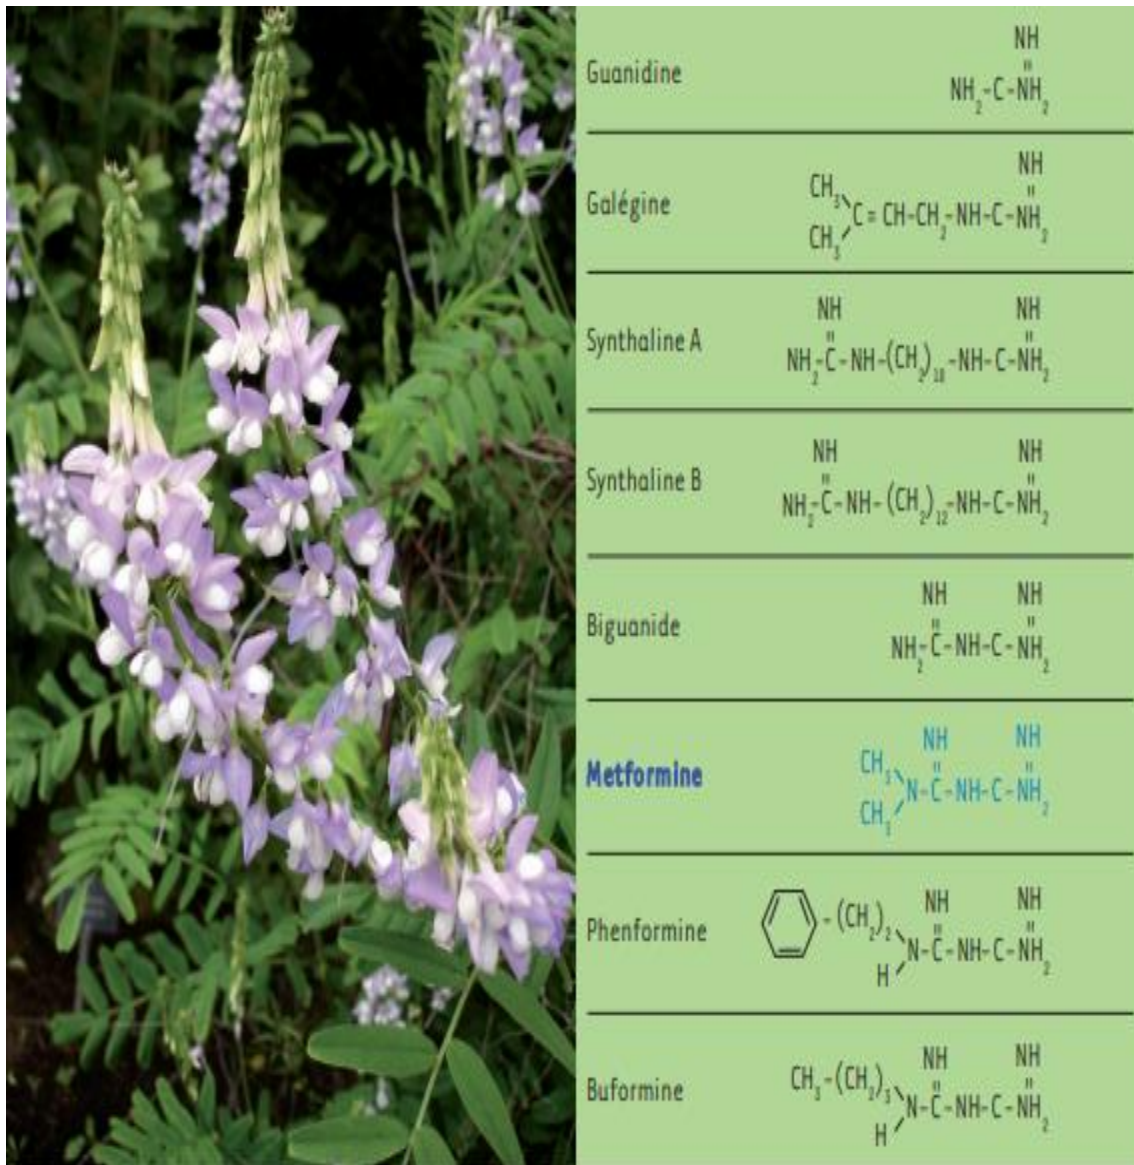 Guanidine
NH
"
NH₂-C-NH₂
Galégine
NH
CH₃ "
C=CH-CH₂-NH-C-NH₂
CH₃
Synthaline A
NH NH
" "
NH₂-C-NH-(CH₂)₁₀-NH-C-NH₂
Synthaline B
NH NH
" "
NH₂-C-NH-(CH₂)₁₂-NH-C-NH₂
Biguanide
NH NH
" "
NH₂-C-NH-C-NH₂
Metformine
NH NH
CH₃ " "
N-C-NH-C-NH₂
CH₃
Phenformine
NH NH
-(CH₂)₂ " "
N-C-NH-C-NH₂
H
Buformine
NH NH
CH₃-(CH₂)₃ " "
N-C-NH-C-NH₂
H